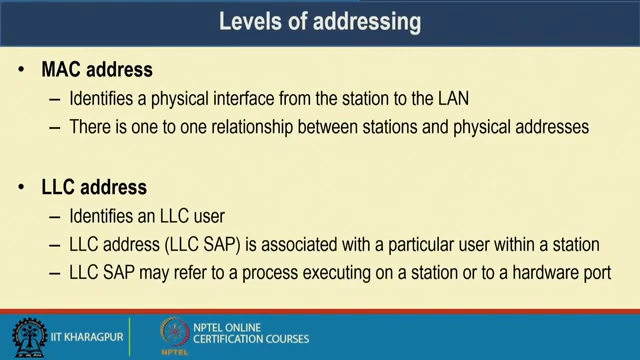 Levels of addressing
• MAC address
– Identifies a physical interface from the station to the LAN
– There is one to one relationship between stations and physical addresses
• LLC address
– Identifies an LLC user
– LLC address (LLC SAP) is associated with a particular user within a station
– LLC SAP may refer to a process executing on a station or to a hardware port
IIT KHARAGPUR
NPTEL
NPTEL ONLINE
CERTIFICATION COURSES